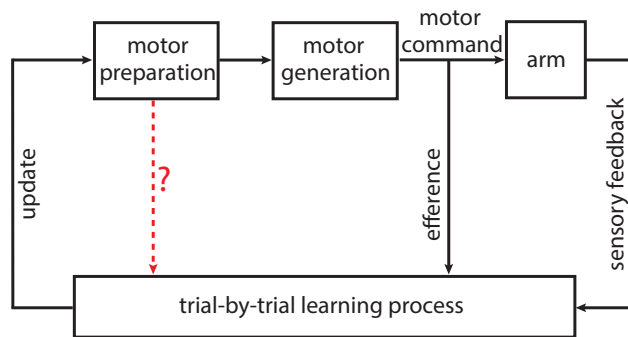 motor
preparation
motor
generation
motor
command
arm
?
update
efference
sensory feedback
trial-by-trial learning process